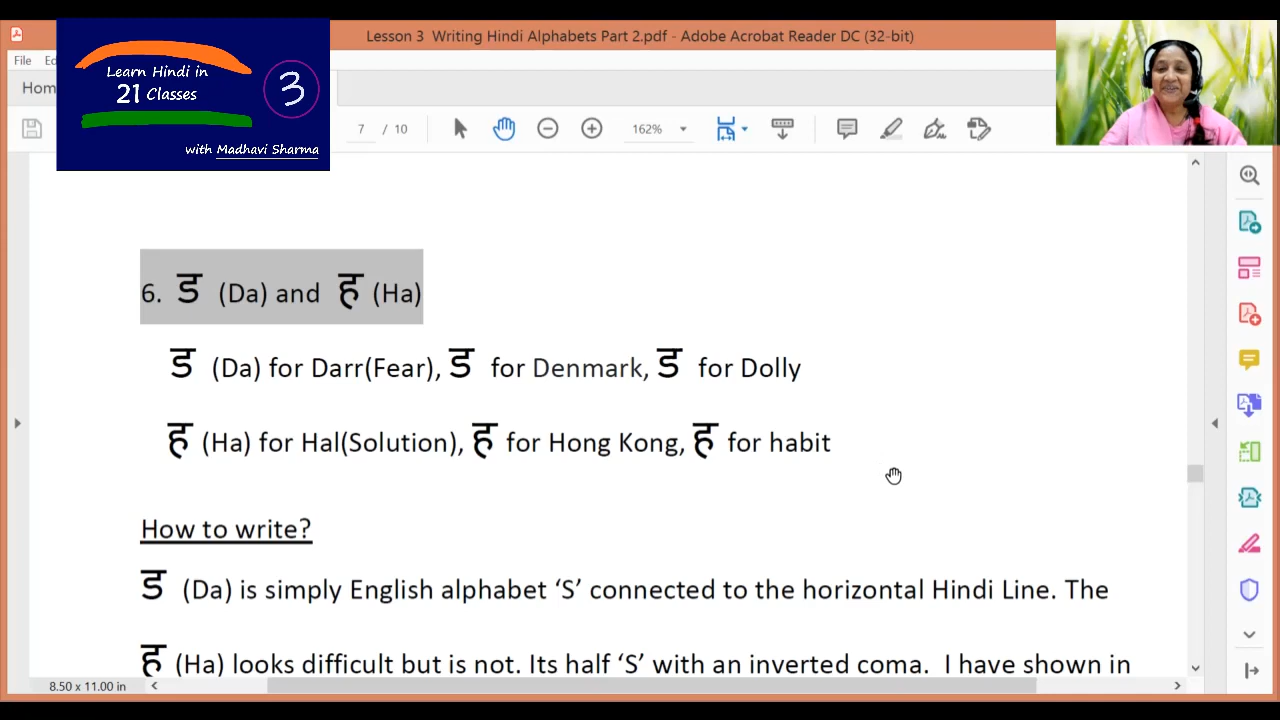 Lesson 3 Writing Hindi Alphabets Part 2.pdf - Adobe Acrobat Reader DC (32-bit)
File
Learn Hindi in
21 Classes
3
with Madhavi Sharma
7 / 10
162%
6. ड (Da) and ह (Ha)
ड (Da) for Darr(Fear), ड for Denmark, ड for Dolly
ह (Ha) for Hal(Solution), ह for Hong Kong, ह for habit
How to write?
ड (Da) is simply English alphabet ‘S’ connected to the horizontal Hindi Line. The
ह (Ha) looks difficult but is not. Its half ‘S’ with an inverted coma. I have shown in
8.50 x 11.00 in